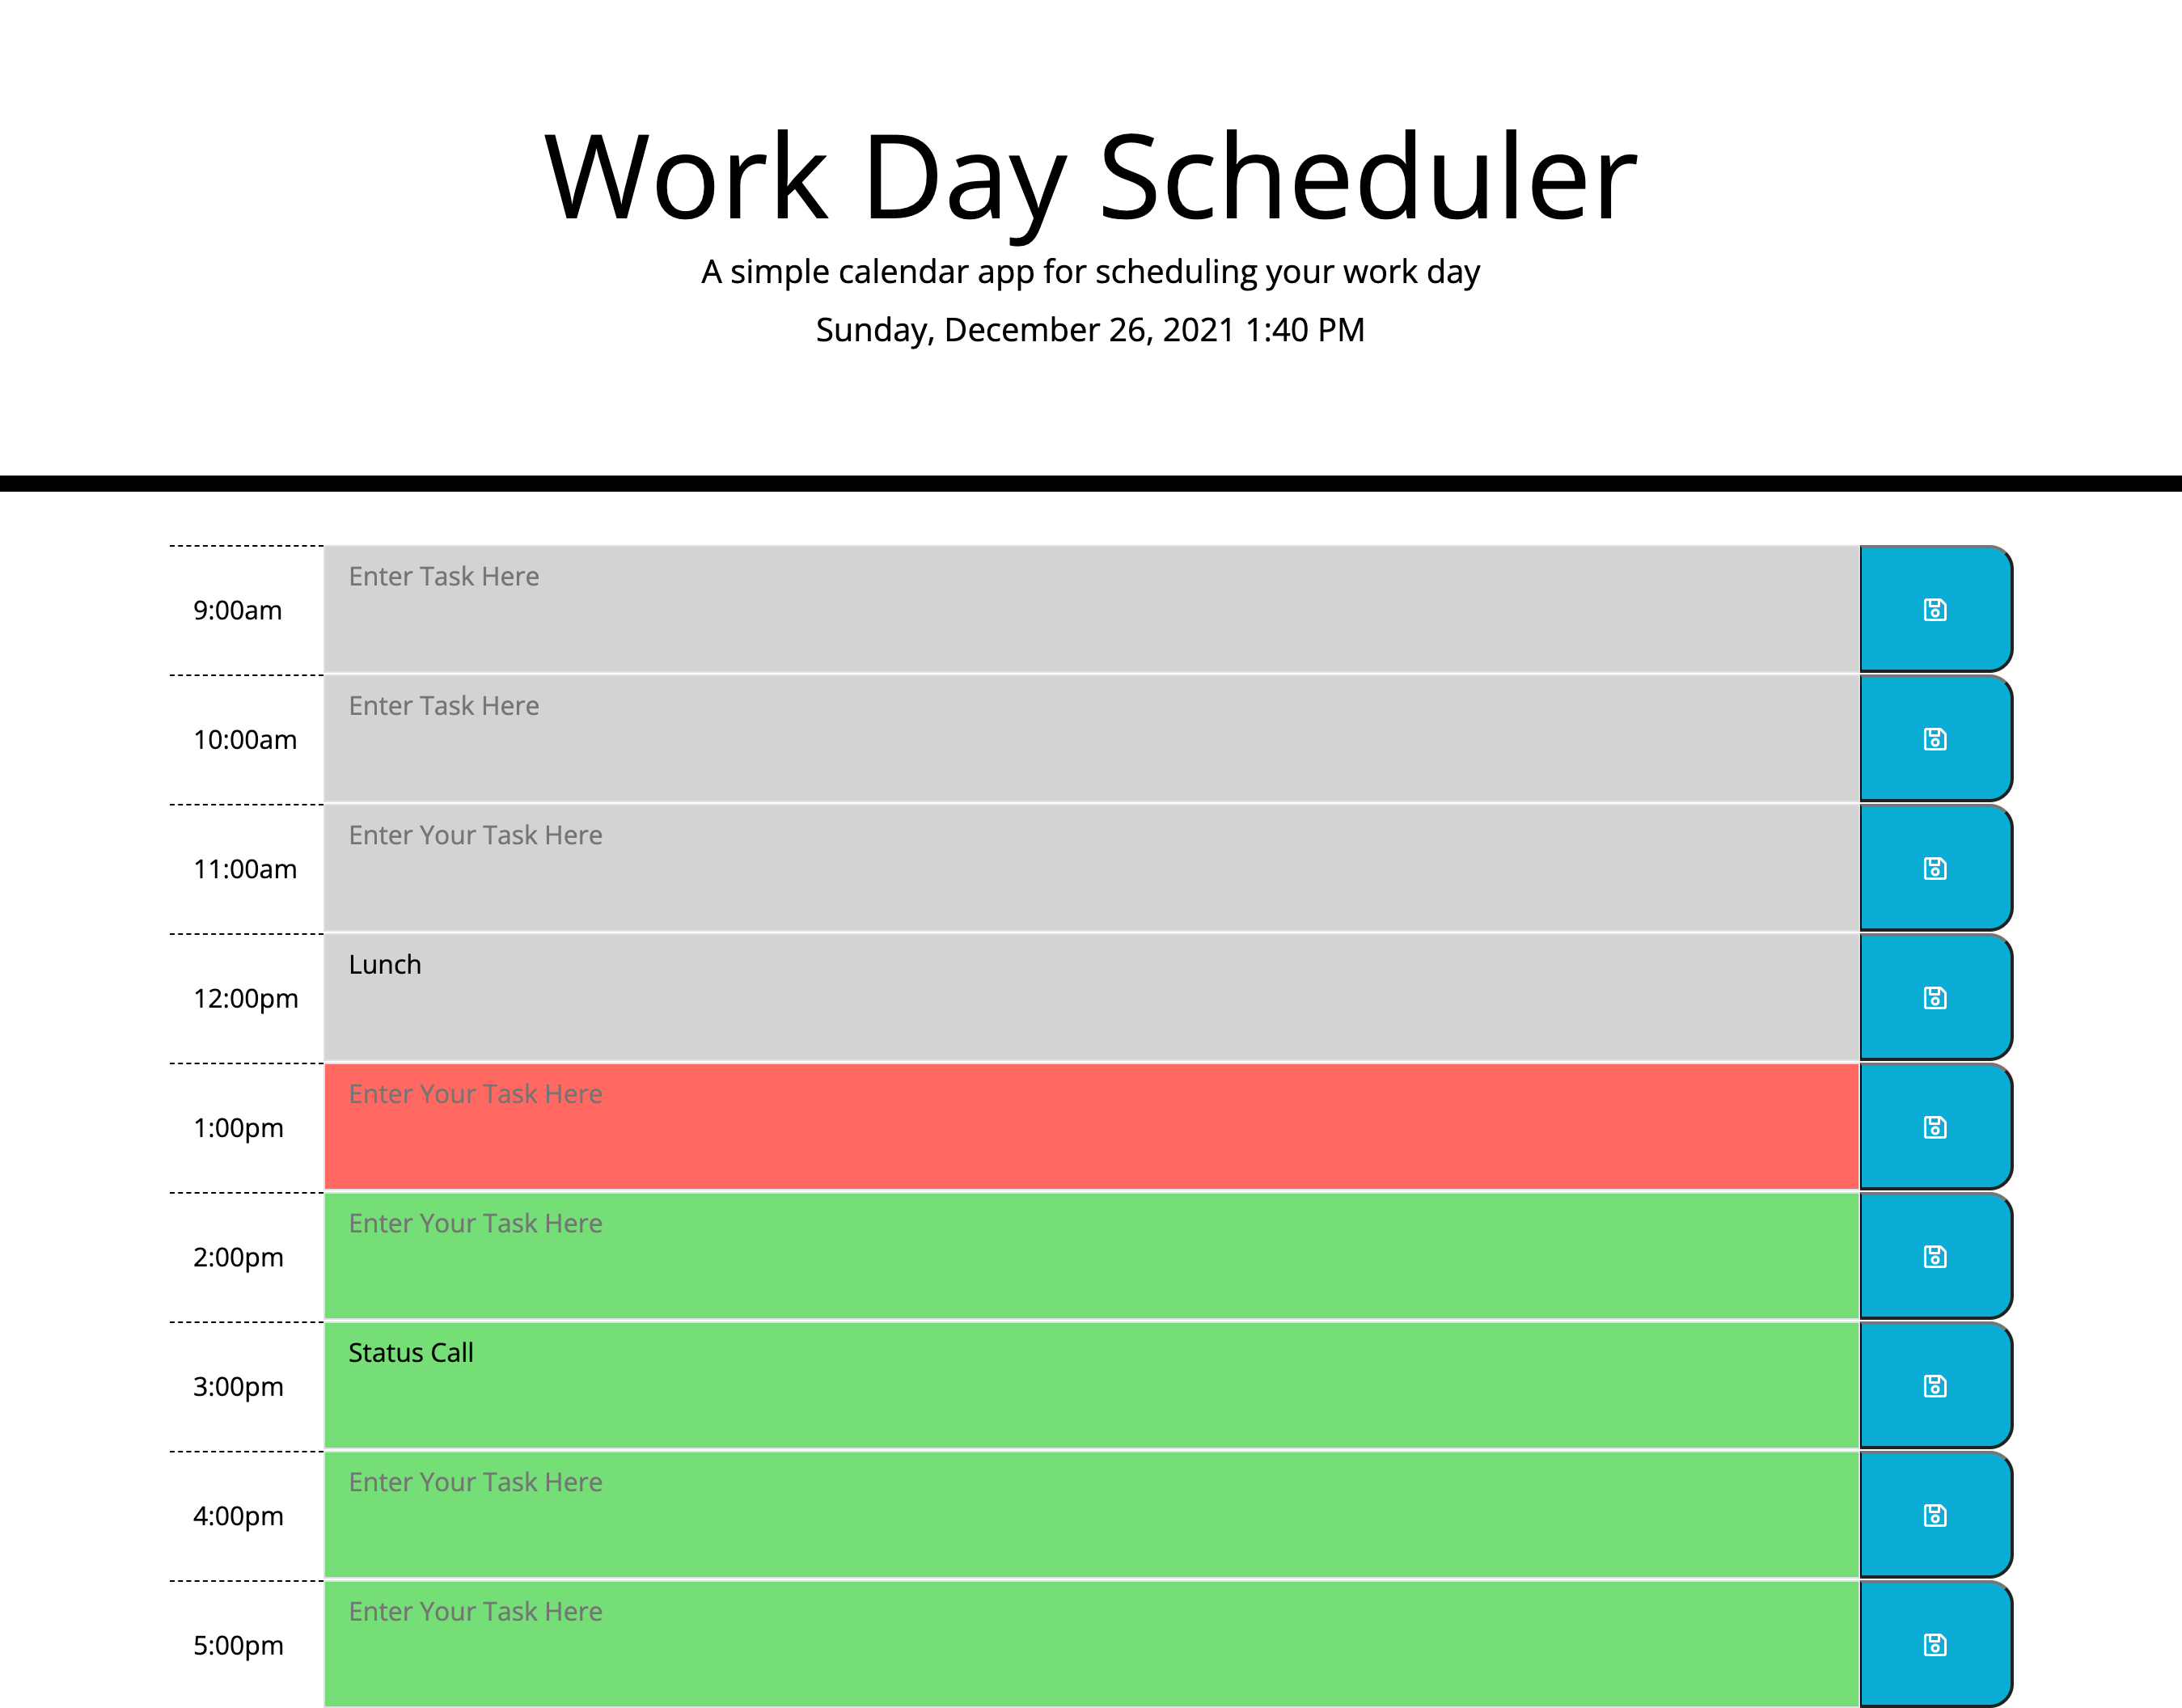 Work Day Scheduler
A simple calendar app for scheduling your work day
Sunday, December 26, 2021 1:40 PM
9:00am
Enter Task Here
10:00am
Enter Task Here
11:00am
Enter Your Task Here
12:00pm
Lunch
1:00pm
Enter Your Task Here
2:00pm
Enter Your Task Here
3:00pm
Status Call
4:00pm
Enter Your Task Here
5:00pm
Enter Your Task Here